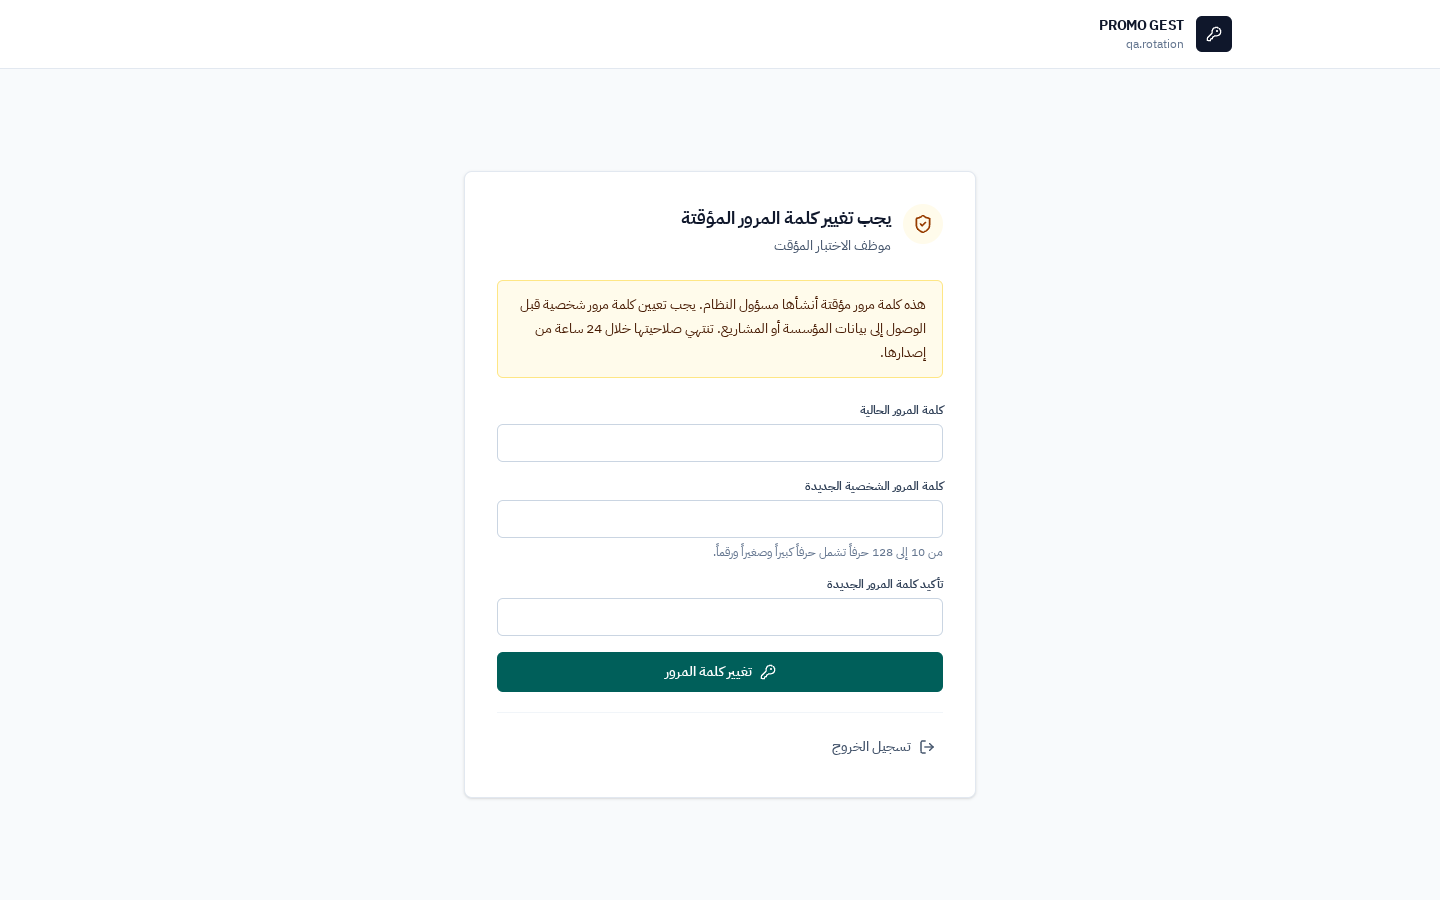 PROMO GEST
qa.rotation
يجب تغيير كلمة المرور المؤقتة
موظف الاختبار المؤقت
هذه كلمة مرور مؤقتة أنشأها مسؤول النظام. يجب تعيين كلمة مرور شخصية قبل
الوصول إلى بيانات المؤسسة أو المشاريع. تنتهي صلاحيتها خلال 24 ساعة من
إصدارها.
كلمة المرور الحالية
كلمة المرور الشخصية الجديدة
من 10 إلى 128 حرفاً تشمل حرفاً كبيراً وصغيراً ورقماً.
تأكيد كلمة المرور الجديدة
تغيير كلمة المرور
تسجيل الخروج